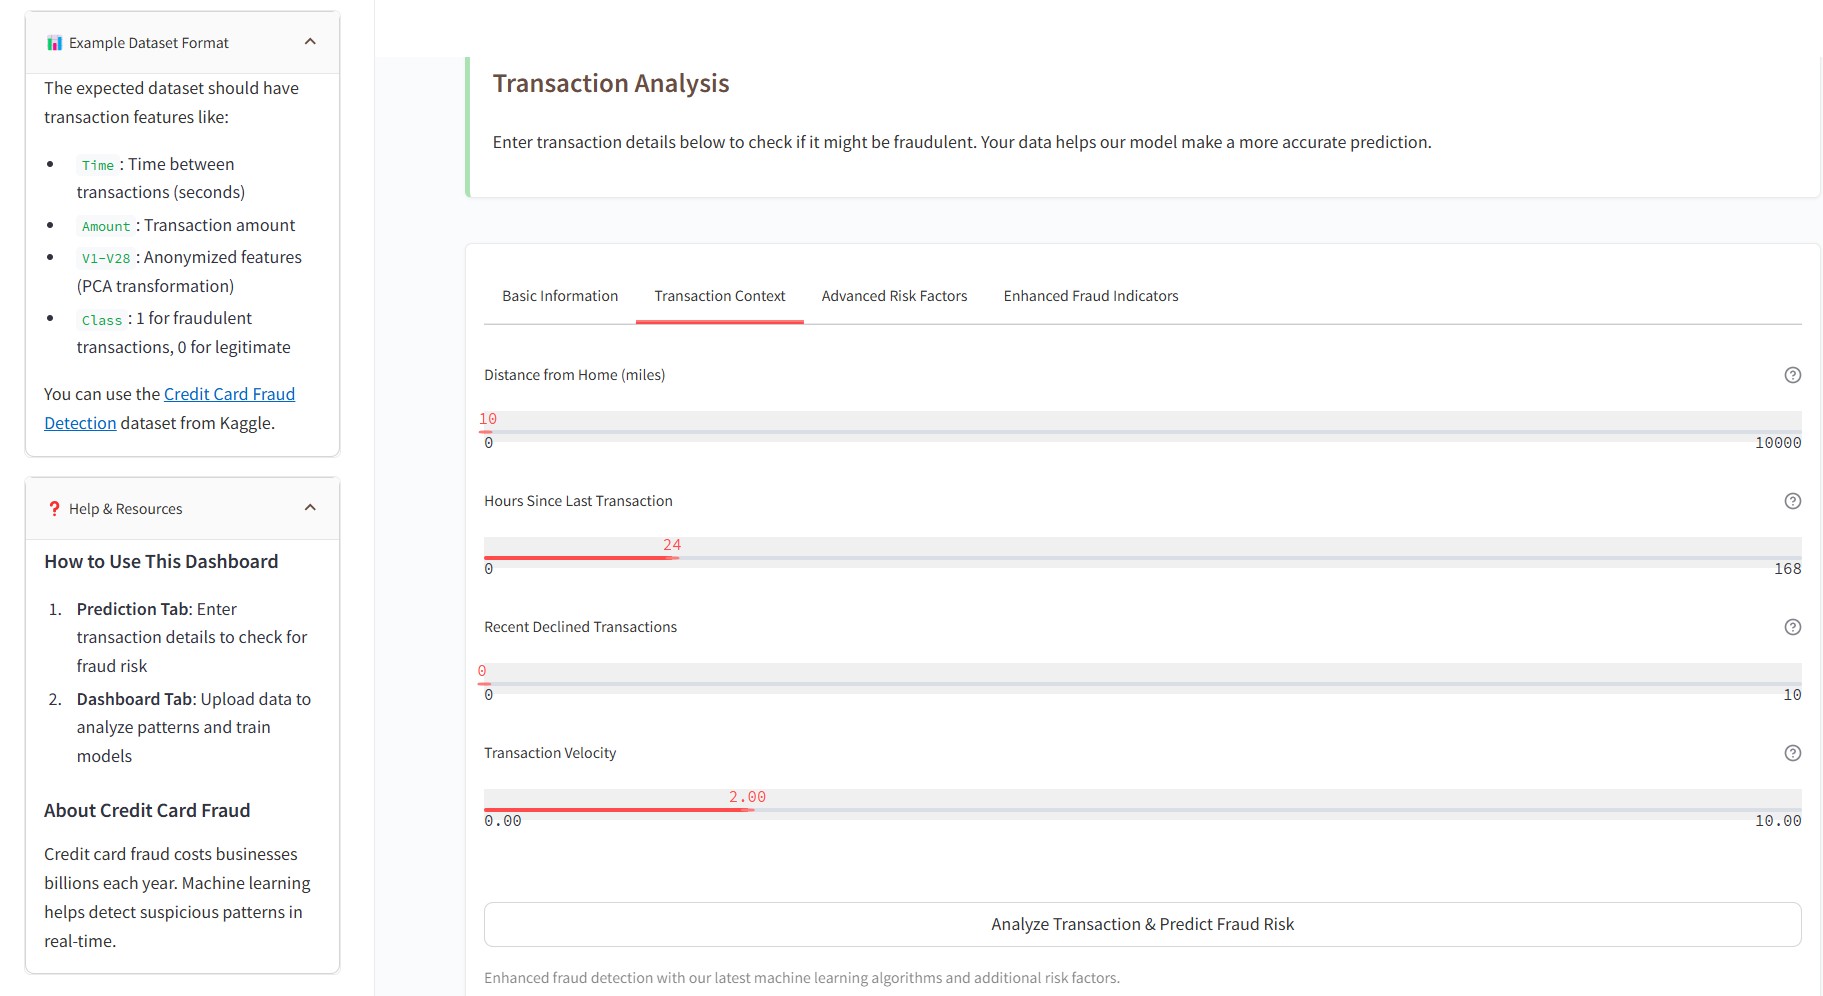 Example Dataset Format
The expected dataset should have
transaction features like:
Time : Time between
transactions (seconds)
Amount : Transaction amount
V1-V28 : Anonymized features
(PCA transformation)
Class : 1 for fraudulent
transactions, 0 for legitimate
You can use the Credit Card Fraud
Detection dataset from Kaggle.
Help & Resources
How to Use This Dashboard
1. Prediction Tab: Enter
transaction details to check for
fraud risk
2. Dashboard Tab: Upload data to
analyze patterns and train
models
About Credit Card Fraud
Credit card fraud costs businesses
billions each year. Machine learning
helps detect suspicious patterns in
real-time.
Transaction Analysis
Enter transaction details below to check if it might be fraudulent. Your data helps our model make a more accurate prediction.
Basic Information Transaction Context Advanced Risk Factors Enhanced Fraud Indicators
Distance from Home (miles)
10
0 10000
Hours Since Last Transaction
24
0 168
Recent Declined Transactions
0
0 10
Transaction Velocity
2.00
0.00 10.00
Analyze Transaction & Predict Fraud Risk
Enhanced fraud detection with our latest machine learning algorithms and additional risk factors.